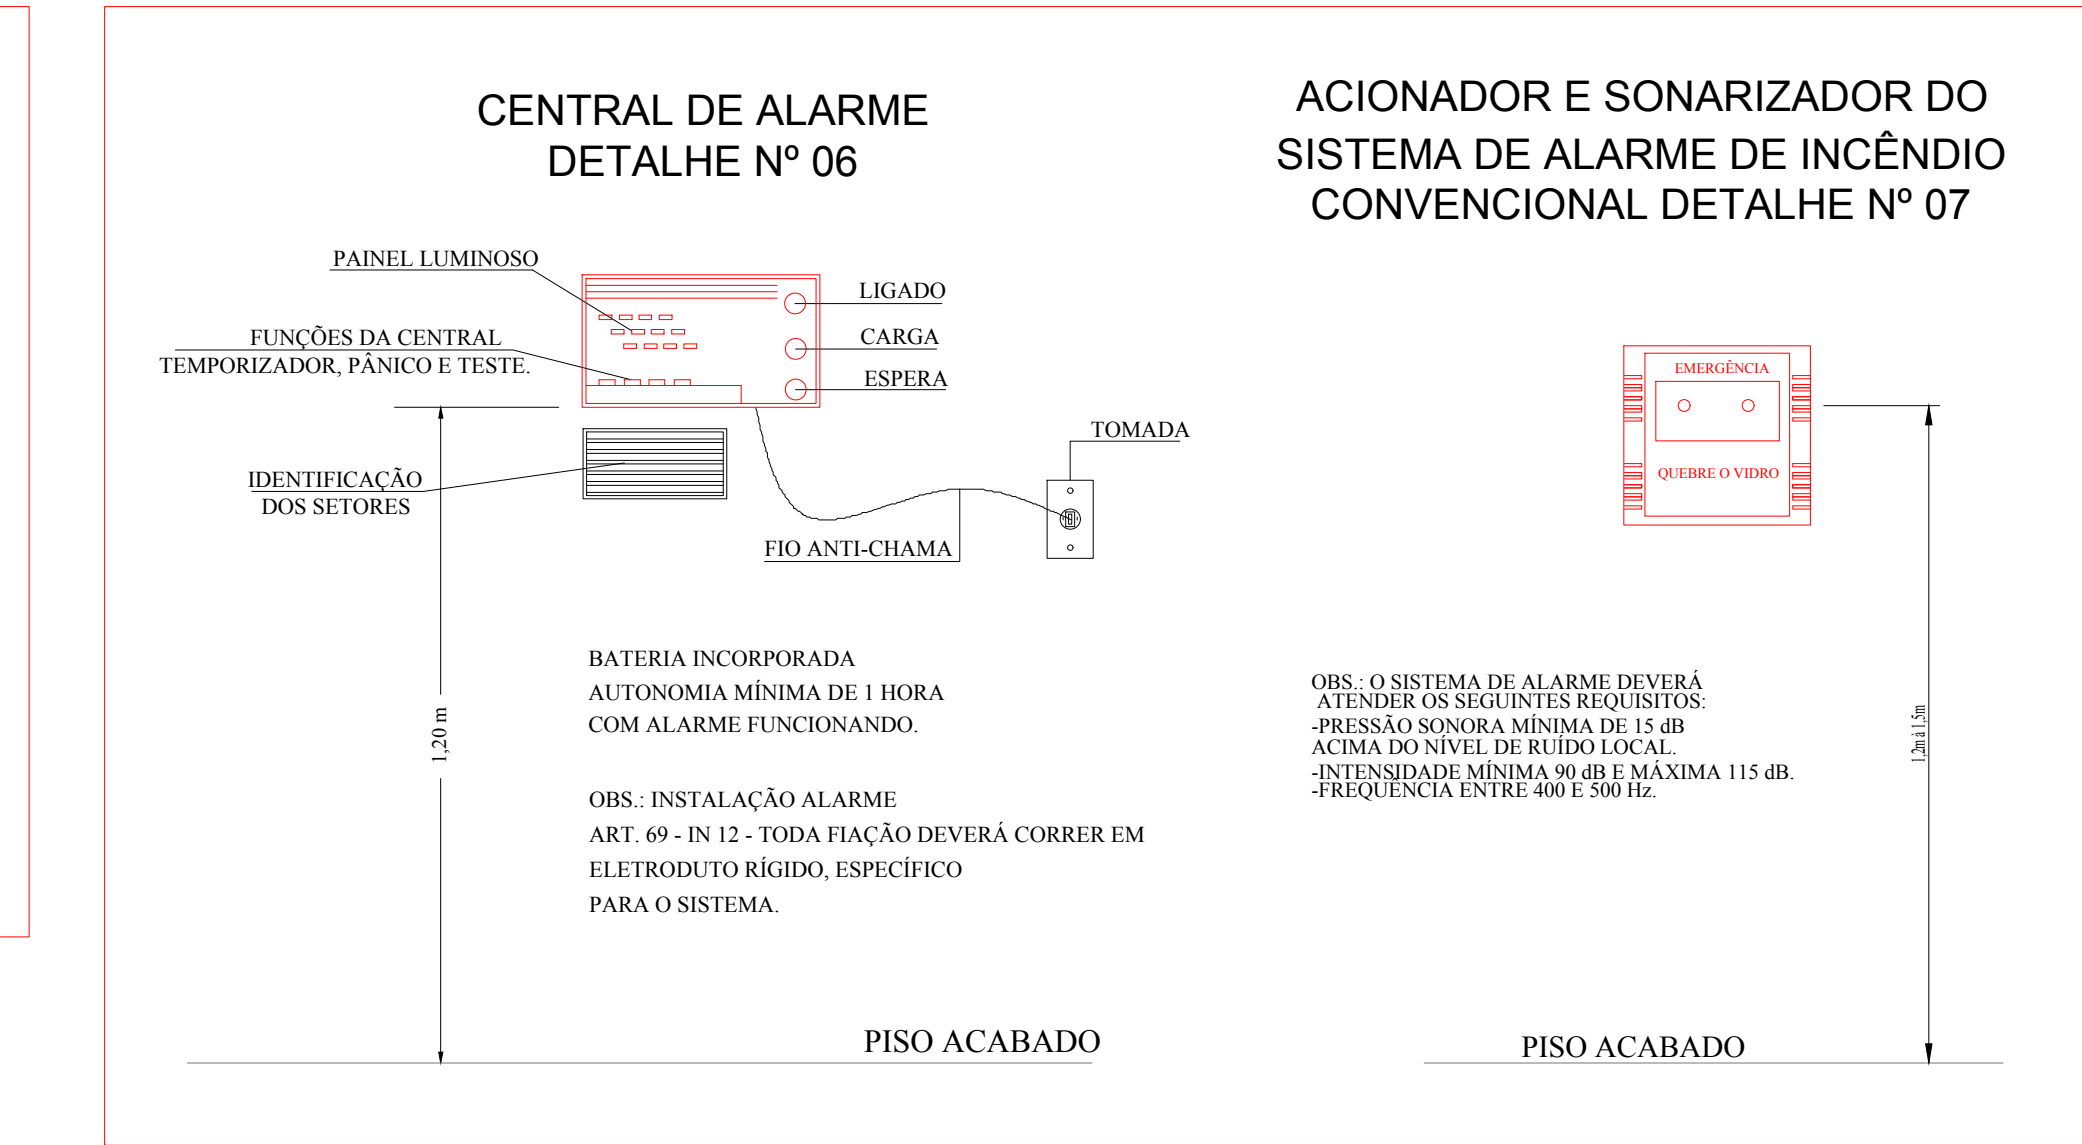 CENTRAL DE ALARME
DETALHE Nº 06
PAINEL LUMINOSO
FUNÇÕES DA CENTRAL
TEMPORIZADOR, PÂNICO E TESTE.
LIGADO
CARGA
ESPERA
IDENTIFICAÇÃO
DOS SETORES
TOMADA
FIO ANTI-CHAMA
1,20 m
BATERIA INCORPORADA
AUTONOMIA MÍNIMA DE 1 HORA
COM ALARME FUNCIONANDO.
OBS.: INSTALAÇÃO ALARME
ART. 69 - IN 12 - TODA FIAÇÃO DEVERÁ CORRER EM
ELETRODUTO RÍGIDO, ESPECÍFICO
PARA O SISTEMA.
PISO ACABADO
ACIONADOR E SONARIZADOR DO
SISTEMA DE ALARME DE INCÊNDIO
CONVENCIONAL DETALHE Nº 07
EMERGÊNCIA
QUEBRE O VIDRO
OBS.: O SISTEMA DE ALARME DEVERÁ
ATENDER OS SEGUINTES REQUISITOS:
-PRESSÃO SONORA MÍNIMA DE 15 dB
ACIMA DO NÍVEL DE RUÍDO LOCAL.
-INTENSIDADE MÍNIMA 90 dB E MÁXIMA 115 dB.
-FREQUÊNCIA ENTRE 400 E 500 Hz.
1,2m à 1,5m
PISO ACABADO